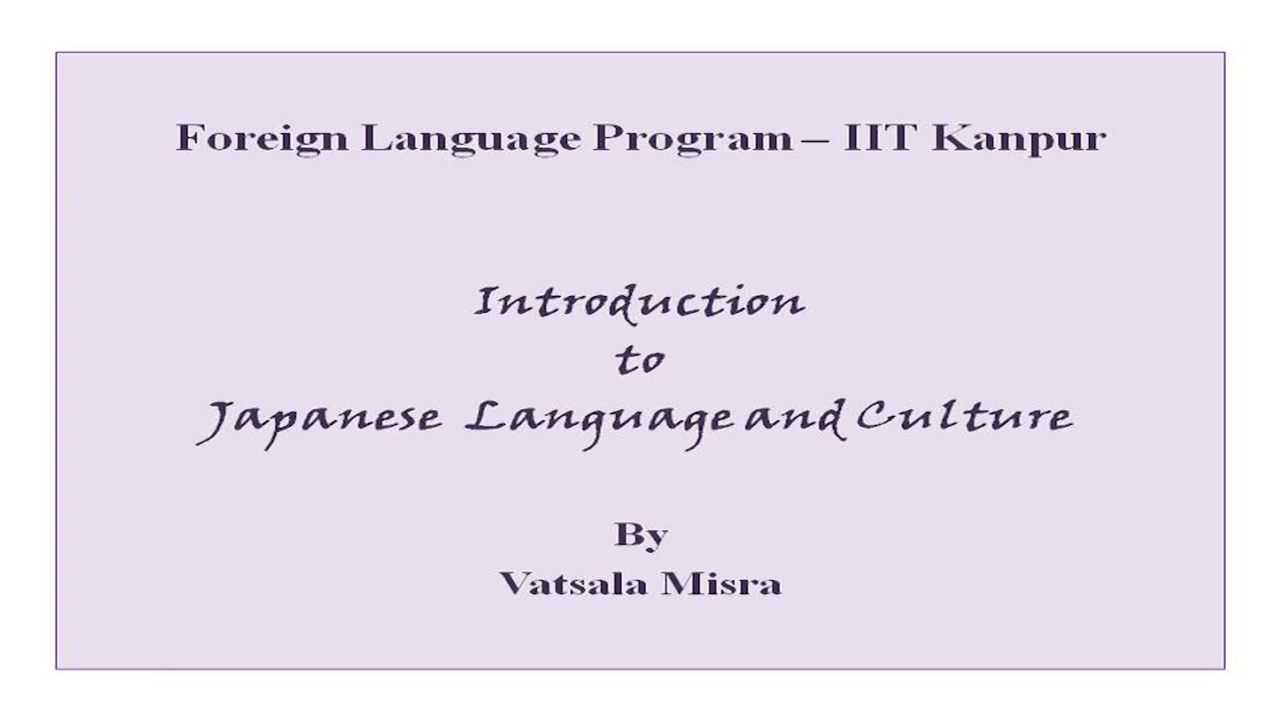 Foreign Language Program – IIT Kanpur
Introduction
to
Japanese Language and Culture
By
Vatsala Misra